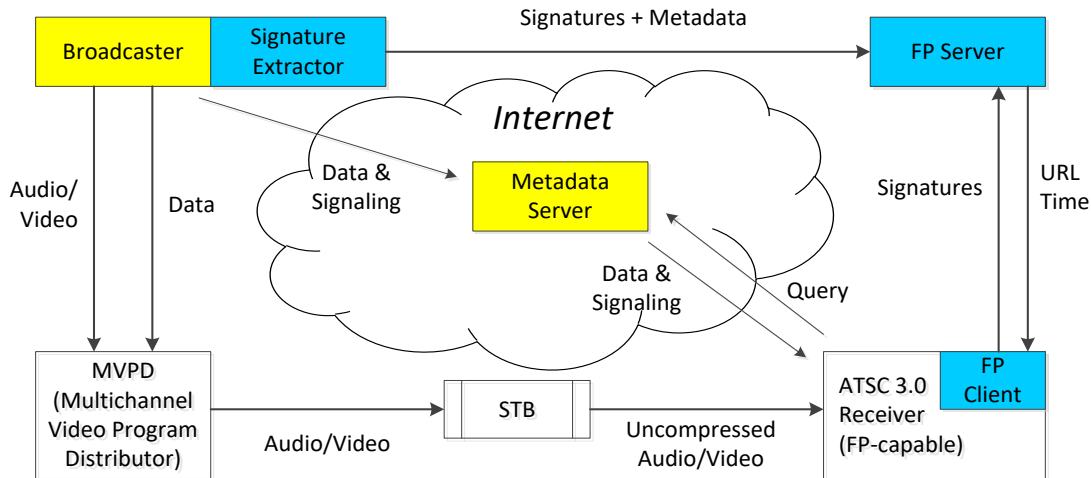 Signatures + Metadata
Broadcaster
Signature
Extractor
FP Server
Internet
Audio/
Video
Data
Data &
Signaling
Metadata
Server
Signatures
URL
Time
Data &
Signaling
Query
MVPD
(Multichannel
Video Program
Distributor)
Audio/Video
STB
Uncompressed
Audio/Video
ATSC 3.0
Receiver
(FP-capable)
FP
Client